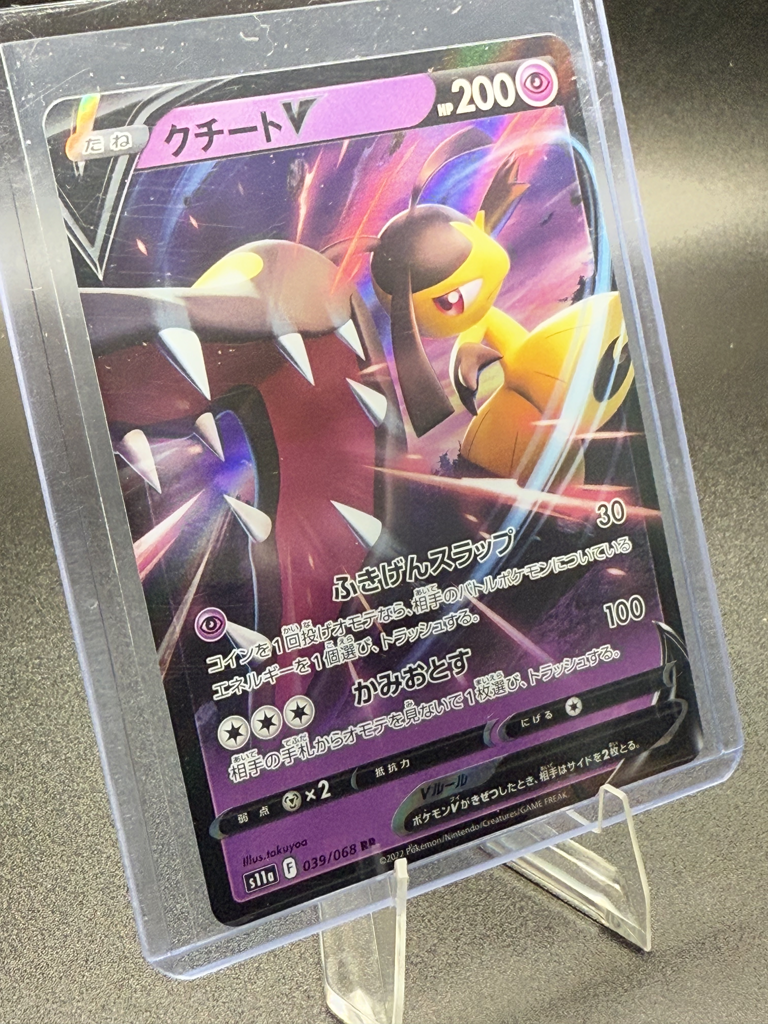 たね クチートV HP200
ふきげんスラップ 30
コインを1回投げオモテなら、相手のバトルポケモンについている
エネルギーを1個選び、トラッシュする。
かみおとす 100
相手の手札からオモテを見ないで1枚選び、トラッシュする。
弱点 ×2 抵抗力 にげる
Vルール
ポケモンVがきぜつしたとき、相手はサイドを2枚とる。
Illus.takuyoa
s11a F 039/068 RR ©2022 Pokémon/Nintendo/Creatures/GAME FREAK